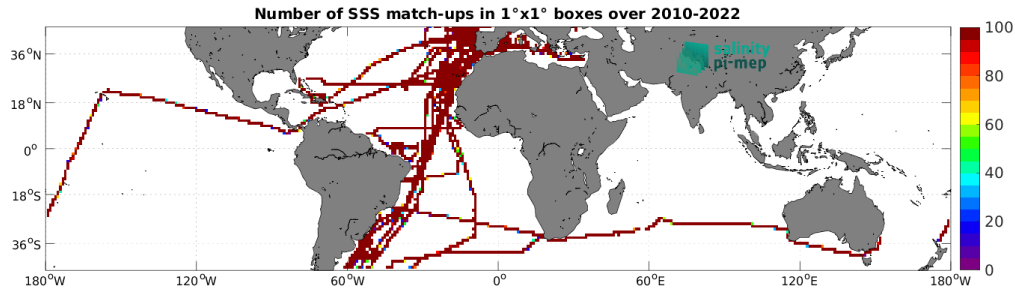 Number of SSS match-ups in 1°x1° boxes over 2010-2022
salinity
pi-mep
36°N
18°N
0°
18°S
36°S
180°W
120°W
60°W
0°
60°E
120°E
180°W
100
80
60
40
20
0